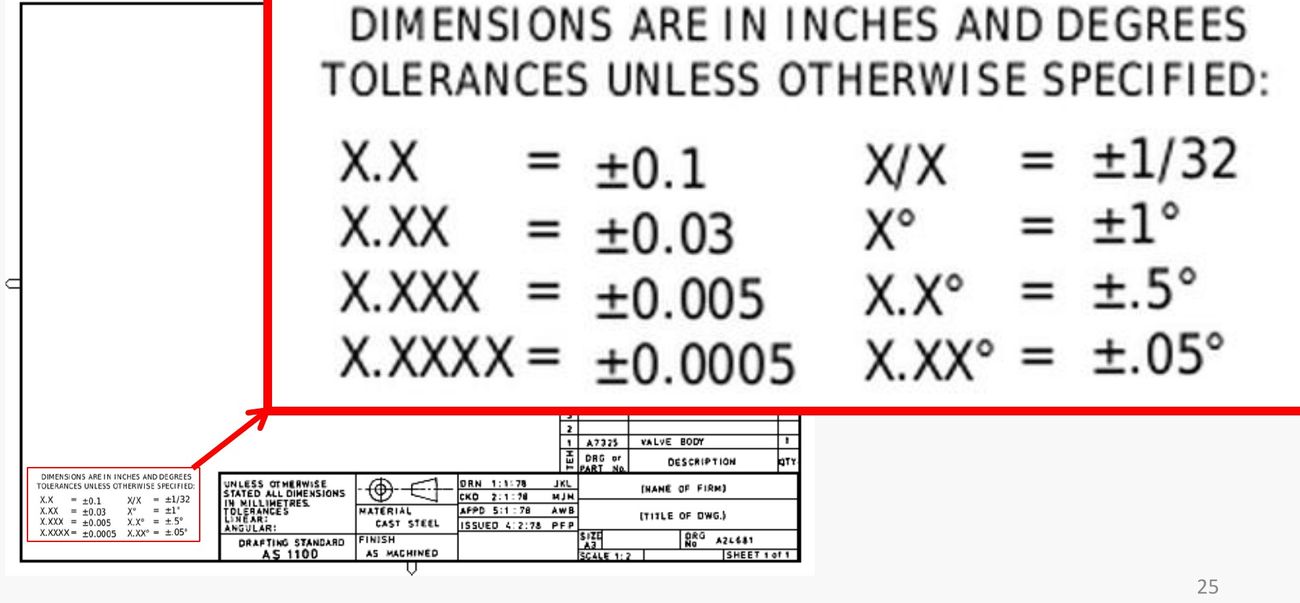 DIMENSIONS ARE IN INCHES AND DEGREES
TOLERANCES UNLESS OTHERWISE SPECIFIED:
X.X = ±0.1 X/X = ±1/32
X.XX = ±0.03 X° = ±1°
X.XXX = ±0.005 X.X° = ±.5°
X.XXXX = ±0.0005 X.XX° = ±.05°
2
1 A7325 VALVE BODY 1
ITEM DRG or PART No. DESCRIPTION QTY
DIMENSIONS ARE IN INCHES AND DEGREES
TOLERANCES UNLESS OTHERWISE SPECIFIED:
X.X = ±0.1 X/X = ±1/32
X.XX = ±0.03 X° = ±1°
X.XXX = ±0.005 X.X° = ±.5°
X.XXXX = ±0.0005 X.XX° = ±.05°
UNLESS OTHERWISE
STATED ALL DIMENSIONS
IN MILLIMETRES.
TOLERANCES
LINEAR:
ANGULAR:
DRAFTING STANDARD
AS 1100
MATERIAL
CAST STEEL
FINISH
AS MACHINED
DRN 1:1:78 JKL
CKD 2:1:78 MJN
APPD 5:1:78 AWB
ISSUED 4:2:78 PFP
(NAME OF FIRM)
(TITLE OF DWG.)
SIZE
A3
DRG
No
SCALE 1:2
SHEET 1 of 1
25